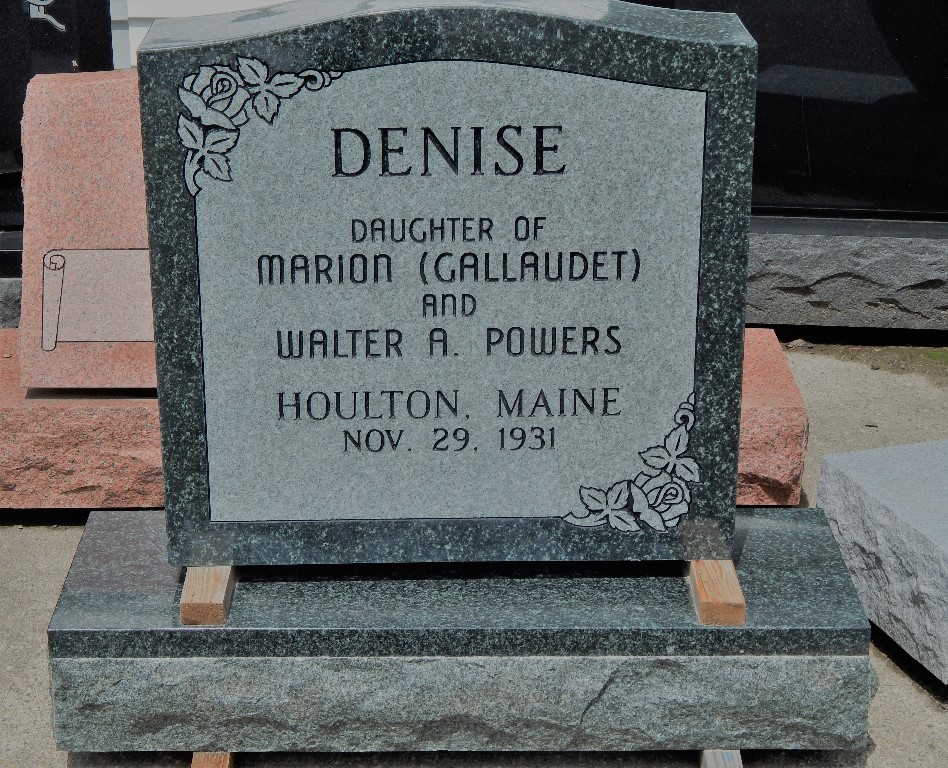 DENISE
DAUGHTER OF
MARION (GALLAUDET)
AND
WALTER A. POWERS
HOULTON, MAINE
NOV. 29, 1931